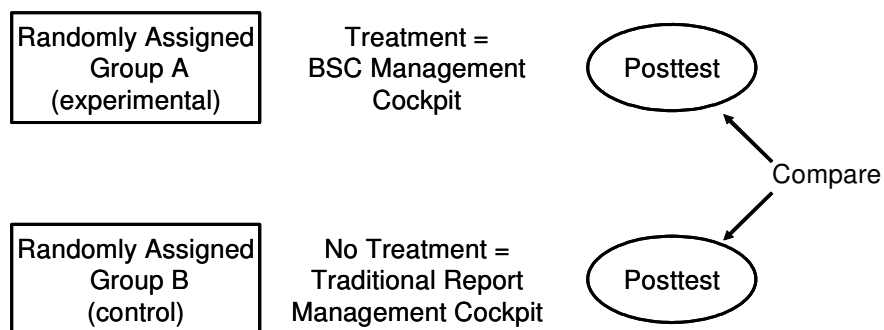 Randomly Assigned
Group A
(experimental)
Treatment =
BSC Management
Cockpit
Posttest
Compare
Randomly Assigned
Group B
(control)
No Treatment =
Traditional Report
Management Cockpit
Posttest